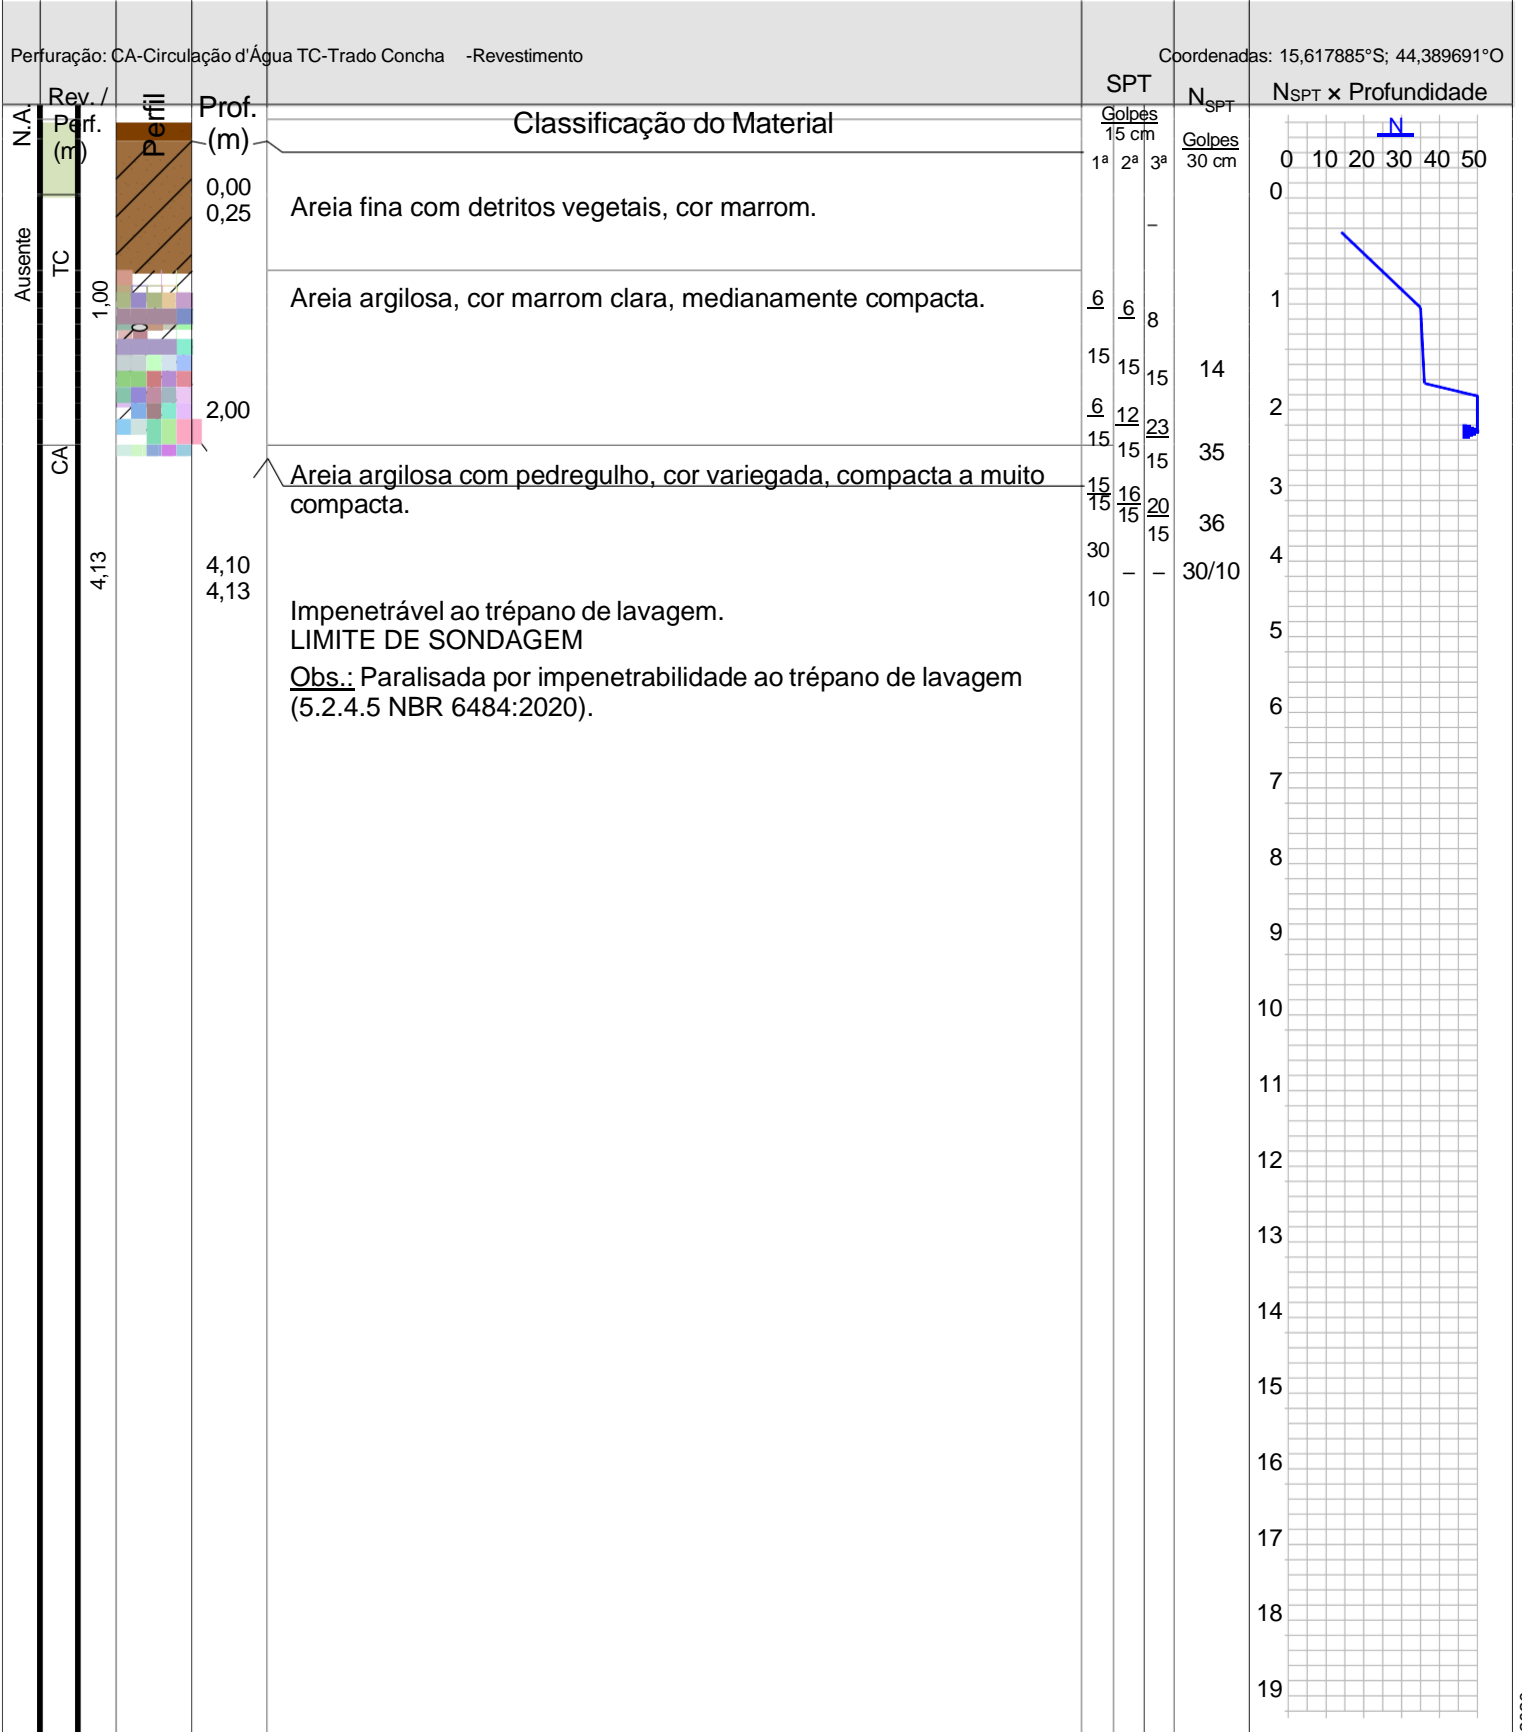 Perfuração: CA-Circulação d'Água TC-Trado Concha -Revestimento
Coordenadas: 15,617885°S; 44,389691°O
N.A.
Rev. /
Perf.
(m)
Perfil
Prof.
(m)
Classificação do Material
SPT
Golpes
15 cm
1ª 2ª 3ª
NSPT
Golpes
30 cm
NSPT × Profundidade
N
0 10 20 30 40 50
Ausente
TC
CA
1,00
4,13
0,00
0,25
2,00
4,10
4,13
Areia fina com detritos vegetais, cor marrom.
Areia argilosa, cor marrom clara, medianamente compacta.
Areia argilosa com pedregulho, cor variegada, compacta a muito
compacta.
Impenetrável ao trépano de lavagem.
LIMITE DE SONDAGEM
Obs.: Paralisada por impenetrabilidade ao trépano de lavagem
(5.2.4.5 NBR 6484:2020).
–
6 6 8
15 15 15
14
6 12 23
15 15 15
35
15 16 20
15 15 15
36
30 – –
10
30/10
0
1
2
3
4
5
6
7
8
9
10
11
12
13
14
15
16
17
18
19